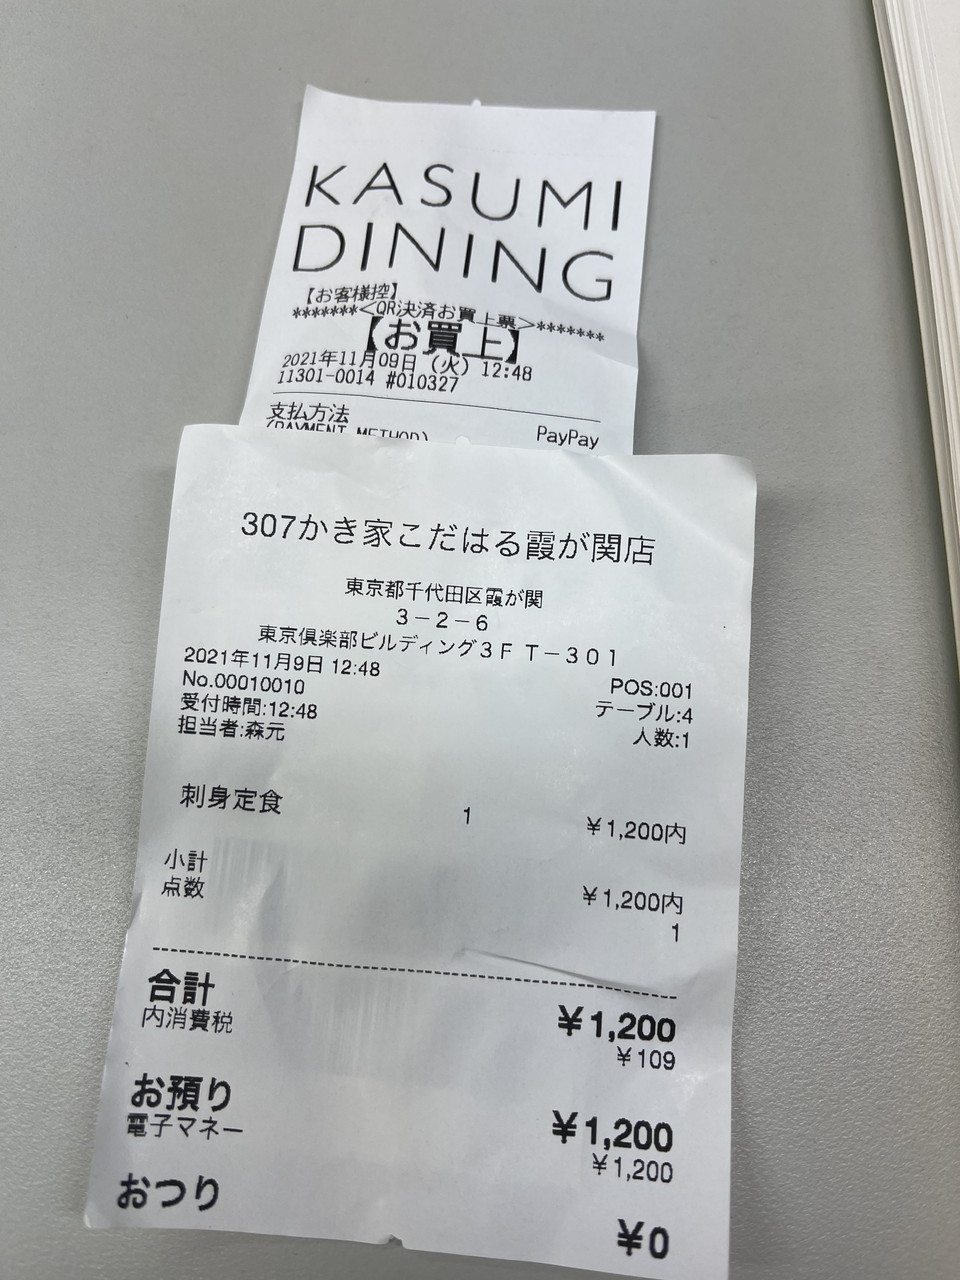 KASUMI
DINING
【お客様控】
*******<QR決済お買上票>*******
【お買上】
2021年11月09日 (火) 12:48
11301-0014 #010327
支払方法
(PAYMENT METHOD) PayPay
307かき家こだはる霞が関店
東京都千代田区霞が関
3−2−6
東京倶楽部ビルディング3F T−301
2021年11月9日 12:48 POS:001
No.00010010 テーブル:4
受付時間:12:48 人数:1
担当者:森元
刺身定食 1 ¥1,200内
小計 ¥1,200内
点数 1
合計 ¥1,200
内消費税 ¥109
お預り ¥1,200
電子マネー ¥1,200
おつり ¥0